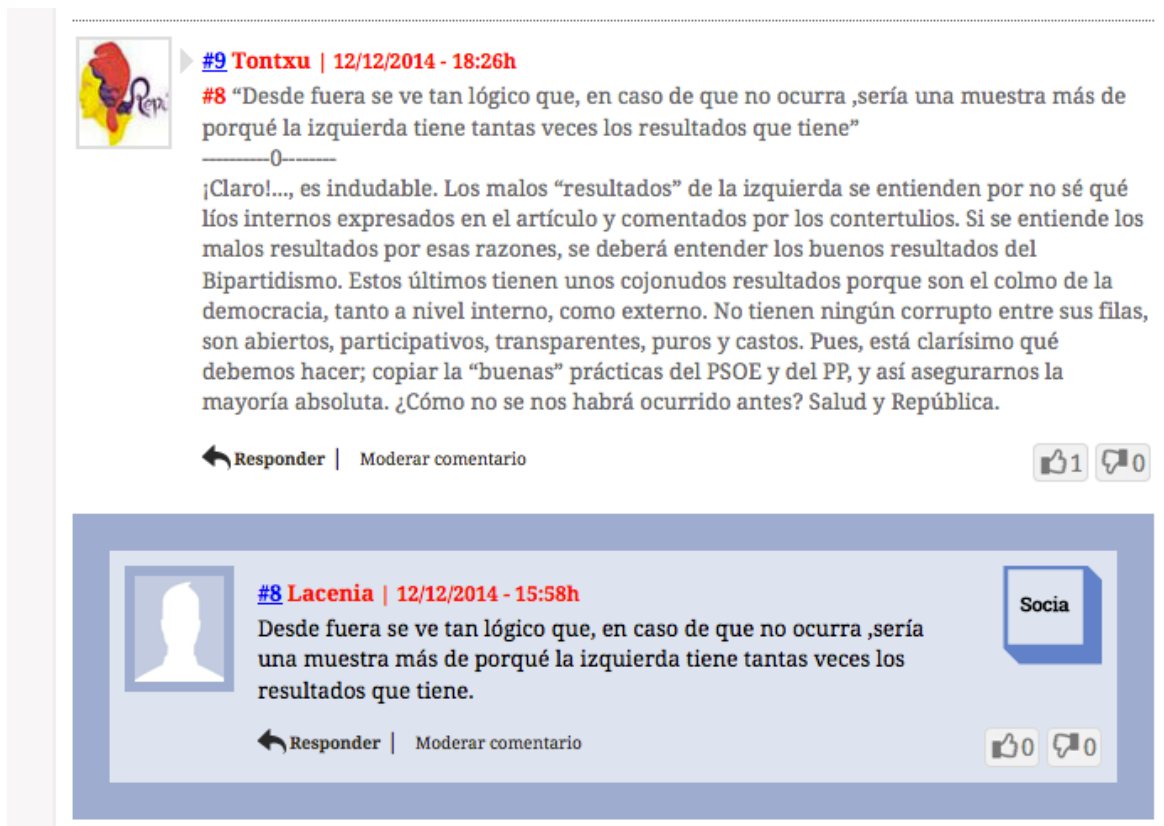 #9 Tontxu | 12/12/2014 - 18:26h
#8 “Desde fuera se ve tan lógico que, en caso de que no ocurra ,sería una muestra más de
porqué la izquierda tiene tantas veces los resultados que tiene”
----------0--------
¡Claro!..., es indudable. Los malos “resultados” de la izquierda se entienden por no sé qué
líos internos expresados en el artículo y comentados por los contertulios. Si se entiende los
malos resultados por esas razones, se deberá entender los buenos resultados del
Bipartidismo. Estos últimos tienen unos cojonudos resultados porque son el colmo de la
democracia, tanto a nivel interno, como externo. No tienen ningún corrupto entre sus filas,
son abiertos, participativos, transparentes, puros y castos. Pues, está clarísimo qué
debemos hacer; copiar la “buenas” prácticas del PSOE y del PP, y así asegurarnos la
mayoría absoluta. ¿Cómo no se nos habrá ocurrido antes? Salud y República.
Responder | Moderar comentario
1 0
#8 Lacenia | 12/12/2014 - 15:58h
Socia
Desde fuera se ve tan lógico que, en caso de que no ocurra ,sería
una muestra más de porqué la izquierda tiene tantas veces los
resultados que tiene.
Responder | Moderar comentario
0 0